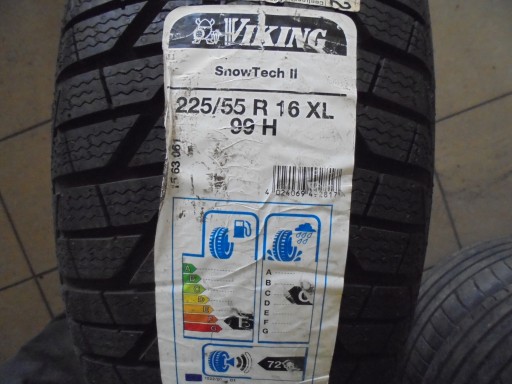 VIKING
SnowTech II
225/55 R 16 XL
99 H
A
B
C
D
E
F
G
C
E
72